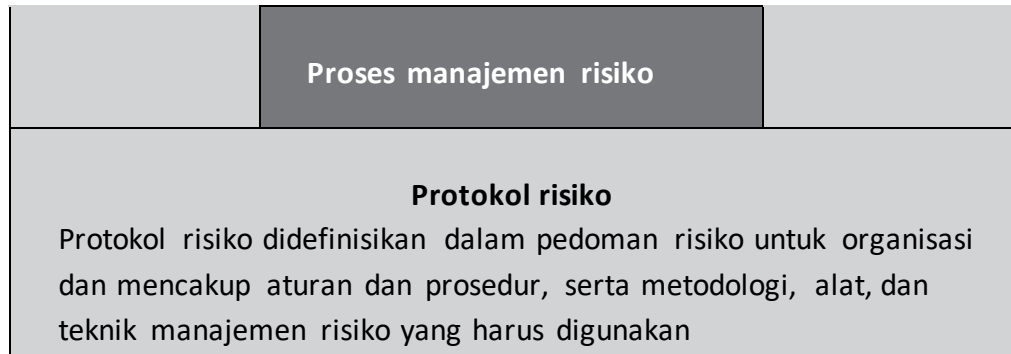 Proses manajemen risiko
Protokol risiko
Protokol risiko didefinisikan dalam pedoman risiko untuk organisasi
dan mencakup aturan dan prosedur, serta metodologi, alat, dan
teknik manajemen risiko yang harus digunakan